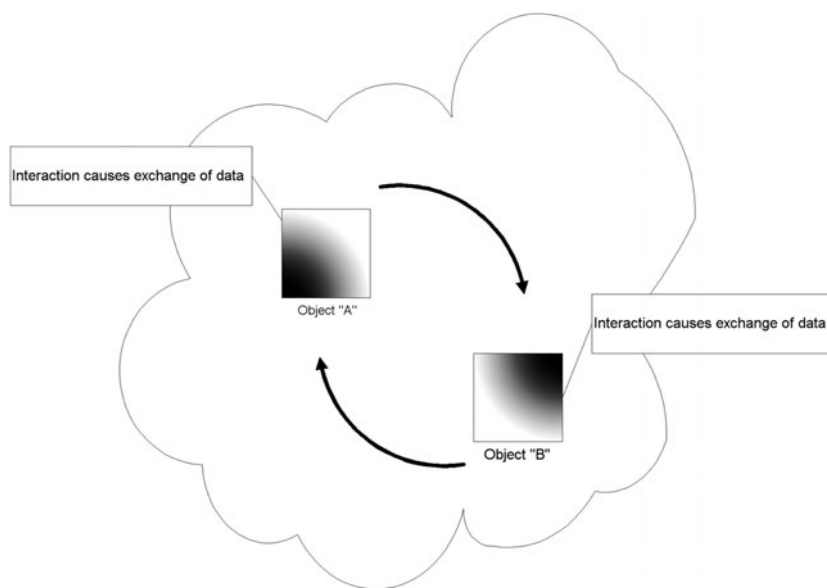 Interaction causes exchange of data
Object "A"
Interaction causes exchange of data
Object "B"